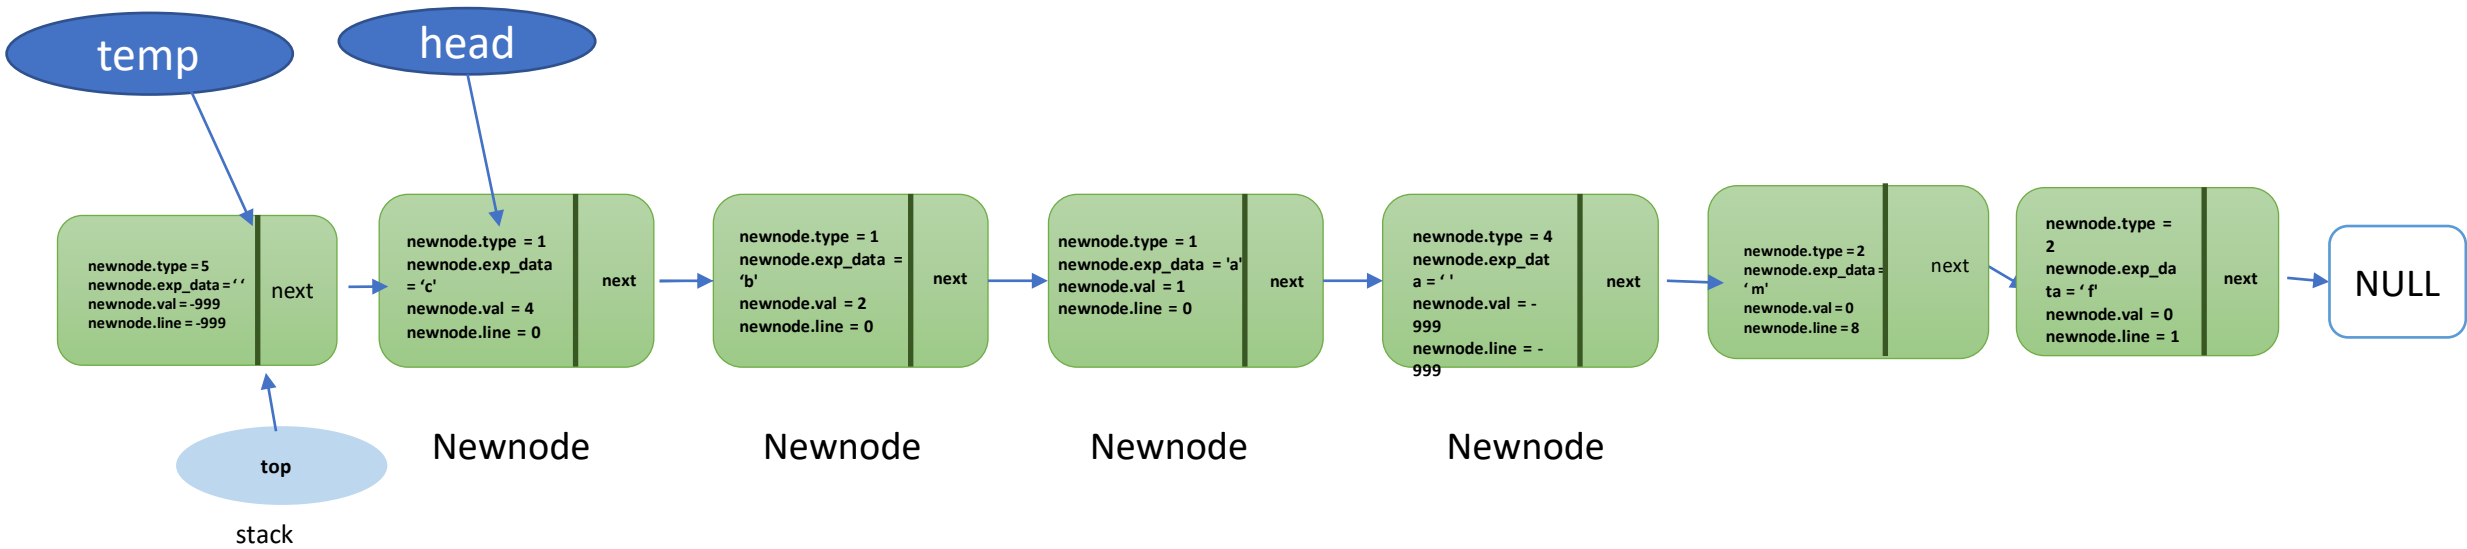 temp
head
newnode.type = 5
newnode.exp_data = ‘ ‘
newnode.val = -999
newnode.line = -999
next
newnode.type = 1
newnode.exp_data
= ‘c'
newnode.val = 4
newnode.line = 0
next
newnode.type = 1
newnode.exp_data =
‘b'
newnode.val = 2
newnode.line = 0
next
newnode.type = 1
newnode.exp_data = 'a'
newnode.val = 1
newnode.line = 0
next
newnode.type = 4
newnode.exp_dat
a = ‘ '
newnode.val = -
999
newnode.line = -
999
next
newnode.type = 2
newnode.exp_data =
‘ m'
newnode.val = 0
newnode.line = 8
next
newnode.type =
2
newnode.exp_da
ta = ‘ f'
newnode.val = 0
newnode.line = 1
next
NULL
top
stack
Newnode
Newnode
Newnode
Newnode